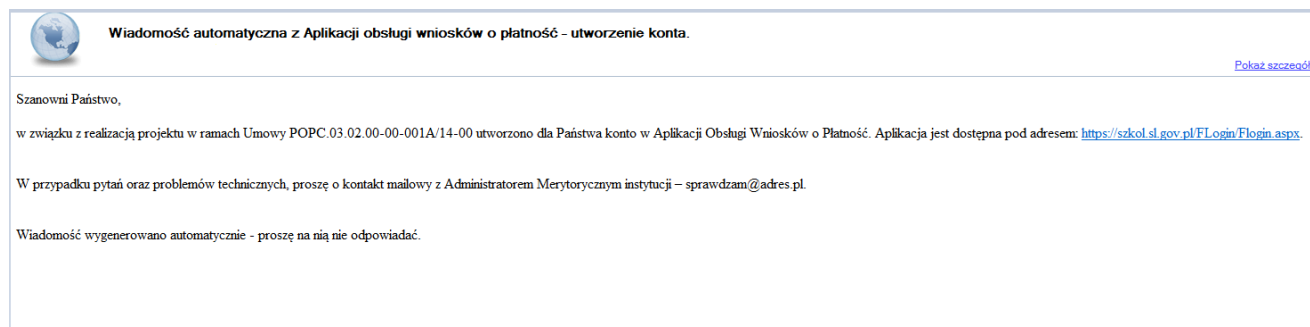 Wiadomość automatyczna z Aplikacji obsługi wniosków o płatność - utworzenie konta.
Pokaż szczegół
Szanowni Państwo,
w związku z realizacją projektu w ramach Umowy POPC.03.02.00-00-001A/14-00 utworzono dla Państwa konto w Aplikacji Obsługi Wniosków o Płatność. Aplikacja jest dostępna pod adresem: https://szkol.sl.gov.pl/FLogin/Flogin.aspx.
W przypadku pytań oraz problemów technicznych, proszę o kontakt mailowy z Administratorem Merytorycznym instytucji – sprawdzam@adres.pl.
Wiadomość wygenerowano automatycznie - proszę na nią nie odpowiadać.